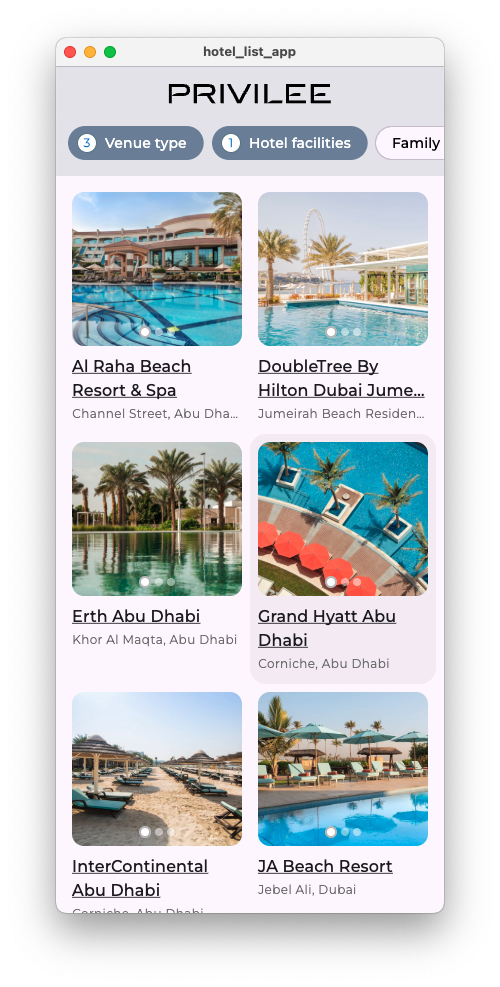 hotel_list_app
PRIVILEE
3 Venue type
1 Hotel facilities
Family
Al Raha Beach
Resort & Spa
Channel Street, Abu Dha...
DoubleTree By
Hilton Dubai Jume...
Jumeirah Beach Residen...
Erth Abu Dhabi
Khor Al Maqta, Abu Dhabi
Grand Hyatt Abu
Dhabi
Corniche, Abu Dhabi
InterContinental
Abu Dhabi
Corniche, Abu Dhabi
JA Beach Resort
Jebel Ali, Dubai